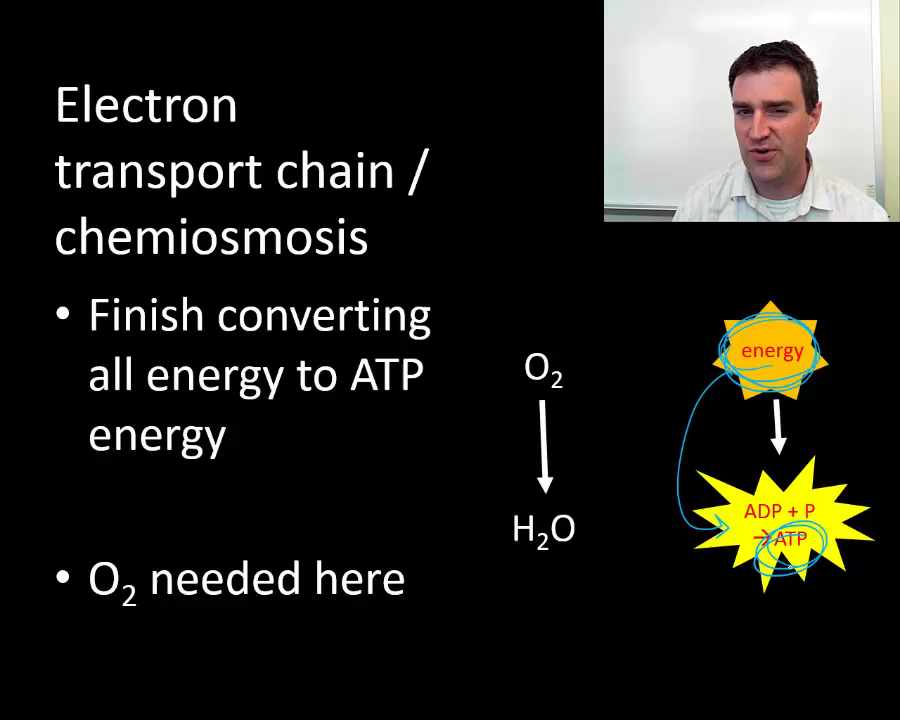 Electron
transport chain /
chemiosmosis
• Finish converting
all energy to ATP
energy
• O₂ needed here
O₂
H₂O
energy
ADP + P
→ATP